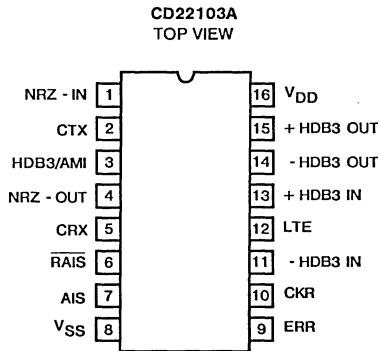 CD22103A
TOP VIEW
NRZ - IN 1
CTX 2
HDB3/AMI 3
NRZ - OUT 4
CRX 5
RAIS 6
AIS 7
VSS 8
16 VDD
15 + HDB3 OUT
14 - HDB3 OUT
13 + HDB3 IN
12 LTE
11 - HDB3 IN
10 CKR
9 ERR